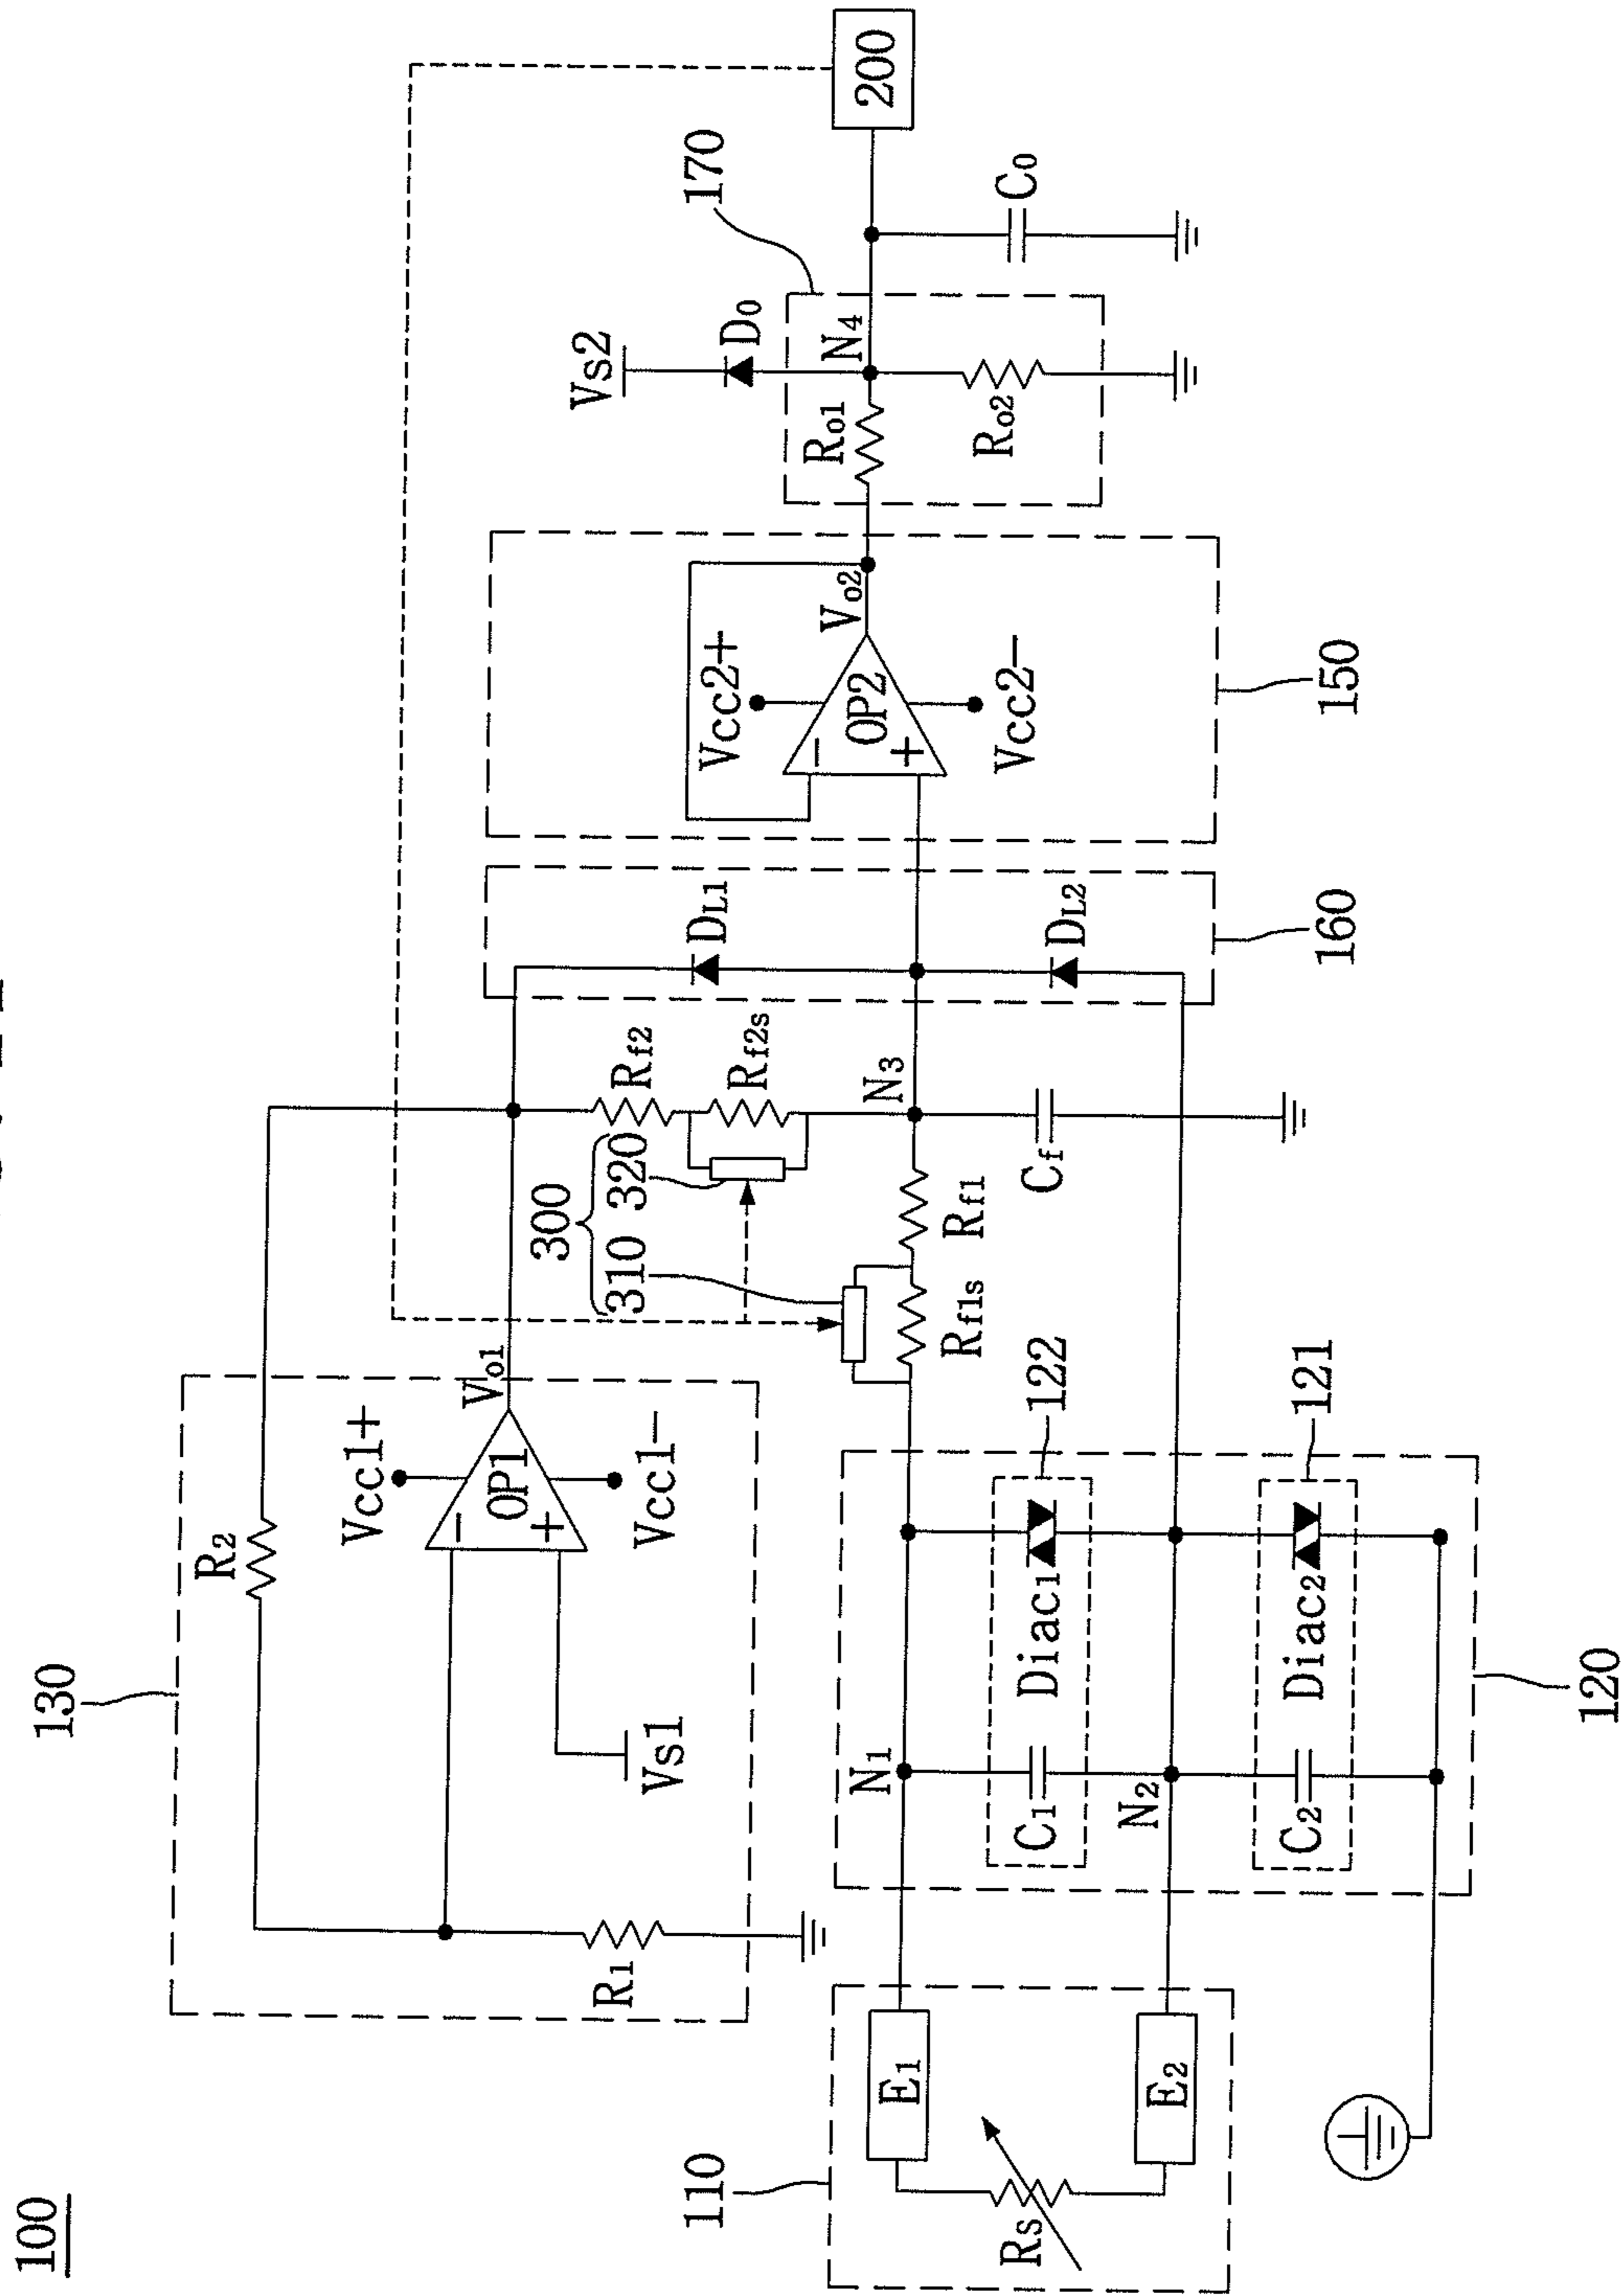 100
130
R2
Vcc1+
OP1
-
+
Vcc1-
Vo1
Vs1
R1
300
310
320
Rf2
Rf2s
Rf1s
Rf1
N3
Cf
DL1
DL2
160
Vcc2+
OP2
-
+
Vcc2-
Vo2
150
Vs2
D0
N4
Ro1
Ro2
170
C0
200
110
E1
E2
Rs
N1
N2
C1
Diac1
122
C2
Diac2
121
120